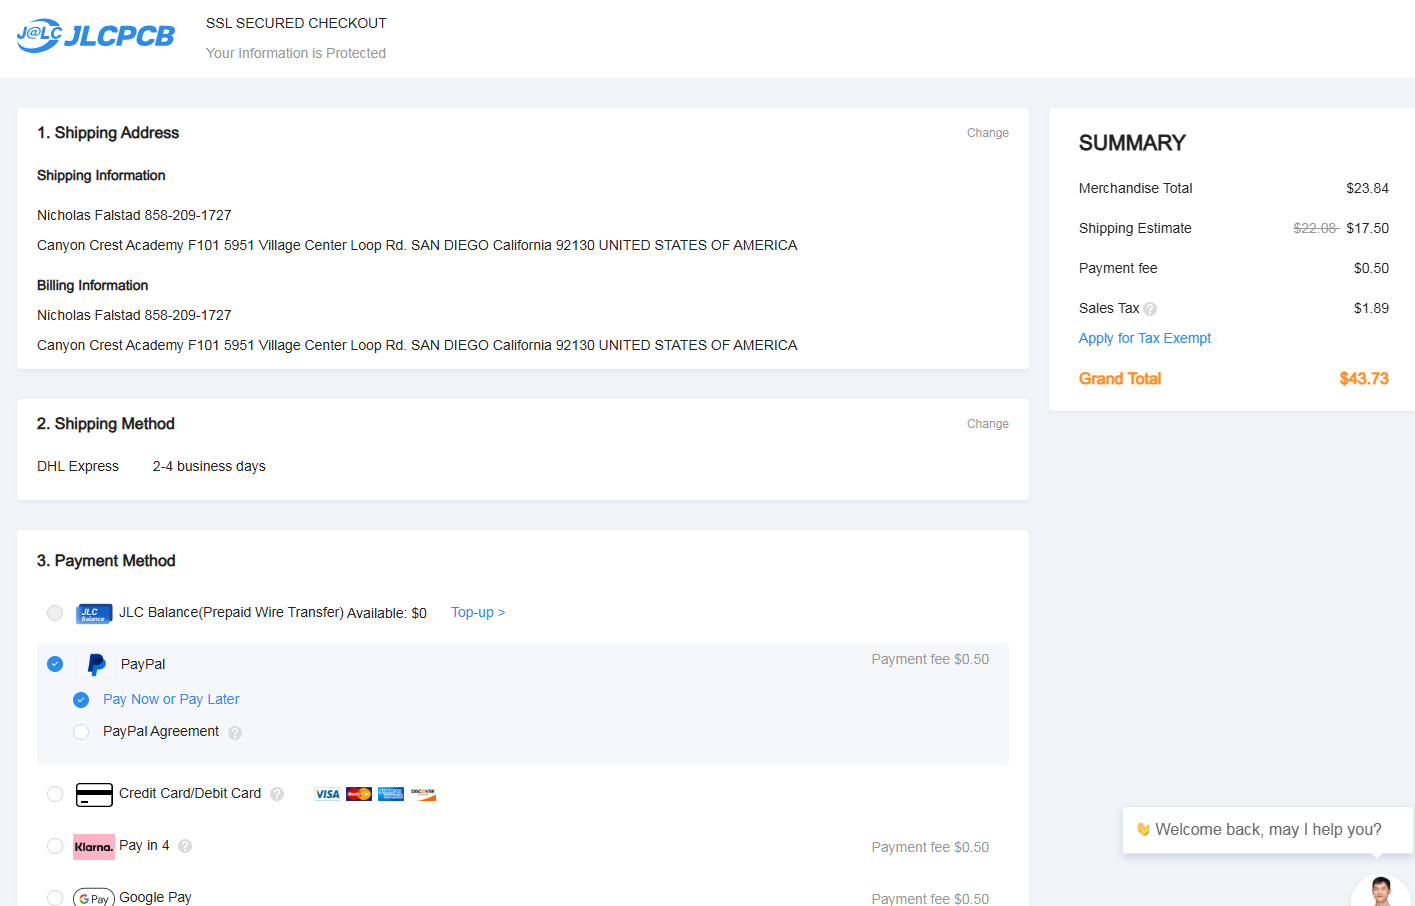 J@LC JLCPCB
SSL SECURED CHECKOUT
Your Information is Protected
1. Shipping Address
Change
Shipping Information
Nicholas Falstad 858-209-1727
Canyon Crest Academy F101 5951 Village Center Loop Rd. SAN DIEGO California 92130 UNITED STATES OF AMERICA
Billing Information
Nicholas Falstad 858-209-1727
Canyon Crest Academy F101 5951 Village Center Loop Rd. SAN DIEGO California 92130 UNITED STATES OF AMERICA
2. Shipping Method
Change
DHL Express 2-4 business days
3. Payment Method
JLC Balance JLC Balance(Prepaid Wire Transfer) Available: $0 Top-up >
PayPal Payment fee $0.50
Pay Now or Pay Later
PayPal Agreement ?
Credit Card/Debit Card ? VISA MasterCard AMERICAN EXPRESS DISCOVER
Klarna. Pay in 4 ? Payment fee $0.50
G Pay Google Pay Payment fee $0.50
SUMMARY
Merchandise Total $23.84
Shipping Estimate $22.08 $17.50
Payment fee $0.50
Sales Tax ? $1.89
Apply for Tax Exempt
Grand Total $43.73
👋 Welcome back, may I help you?